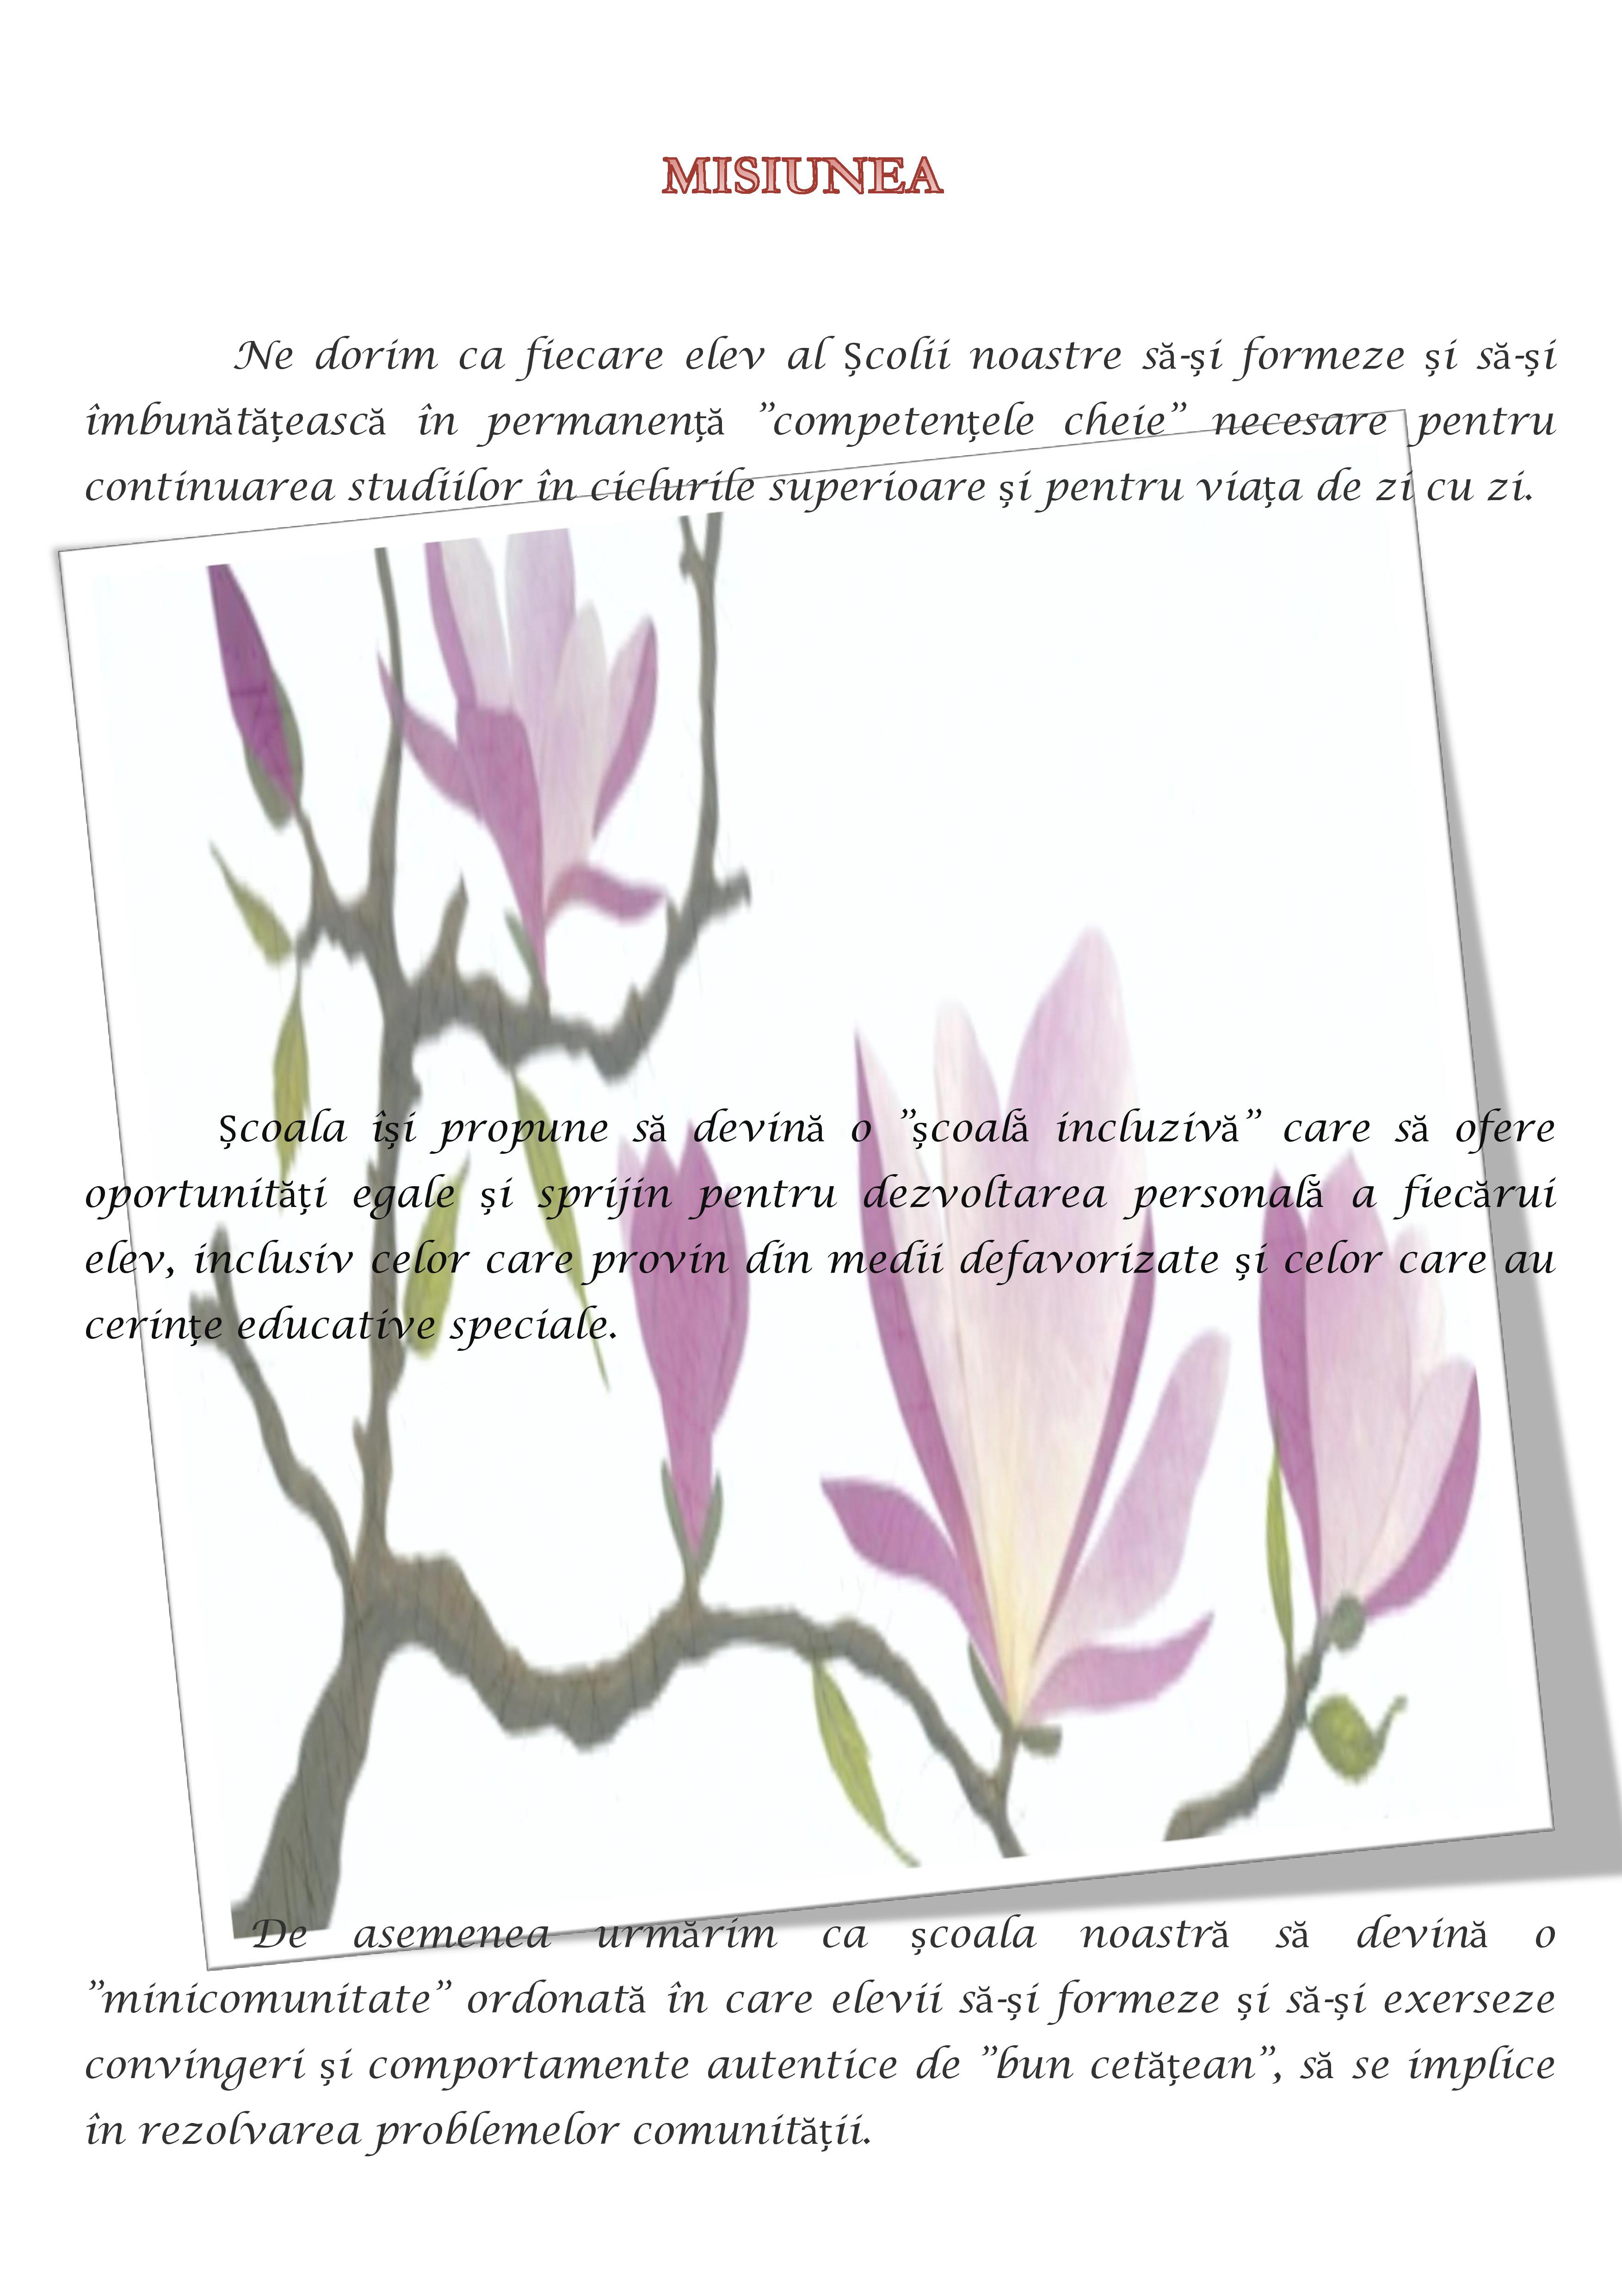 MISIUNEA
Ne dorim ca fiecare elev al Școlii noastre să-și formeze și să-și
îmbunătățească în permanență ”competențele cheie” necesare pentru
continuarea studiilor în ciclurile superioare și pentru viața de zi cu zi.
Școala își propune să devină o ”școală incluzivă” care să ofere
oportunități egale și sprijin pentru dezvoltarea personală a fiecărui
elev, inclusiv celor care provin din medii defavorizate și celor care au
cerințe educative speciale.
De asemenea urmărim ca școala noastră să devină o
”minicomunitate” ordonată în care elevii să-și formeze și să-și exerseze
convingeri și comportamente autentice de ”bun cetățean”, să se implice
în rezolvarea problemelor comunității.